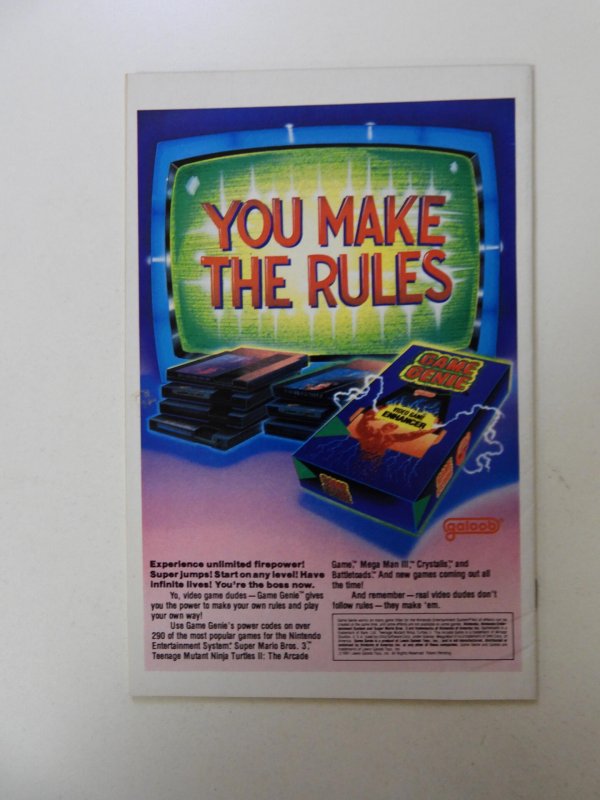 YOU MAKE
THE RULES
GAME
GENIE™
VIDEO GAME
ENHANCER
GAME
GENIE
galoob®
Experience unlimited firepower!
Super jumps! Start on any level! Have
infinite lives! You're the boss now.
Yo, video game dudes — Game Genie™ gives
you the power to make your own rules and play
your own way!
Use Game Genie's power codes on over
290 of the most popular games for the Nintendo
Entertainment System.® Super Mario Bros. 3,™
Teenage Mutant Ninja Turtles II: The Arcade
Game,™ Mega Man III,™ Crystalis,™ and
Battletoads.™ And new games coming out all
the time!
And remember — real video dudes don't
follow rules — they make 'em.